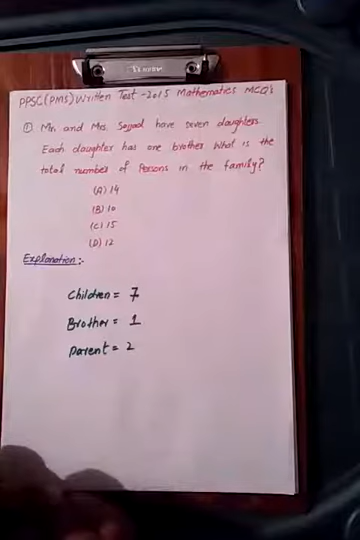 PPSC(PMS) Written Test -2015 Mathematics MCQ's
① Mr. and Mrs. Sajjad have seven daughters.
Each daughter has one brother what is the
total number of Persons in the family?
(A) 14
(B) 10
(C) 15
(D) 12
Explanation:-
Children = 7
Brother = 1
Parent = 2